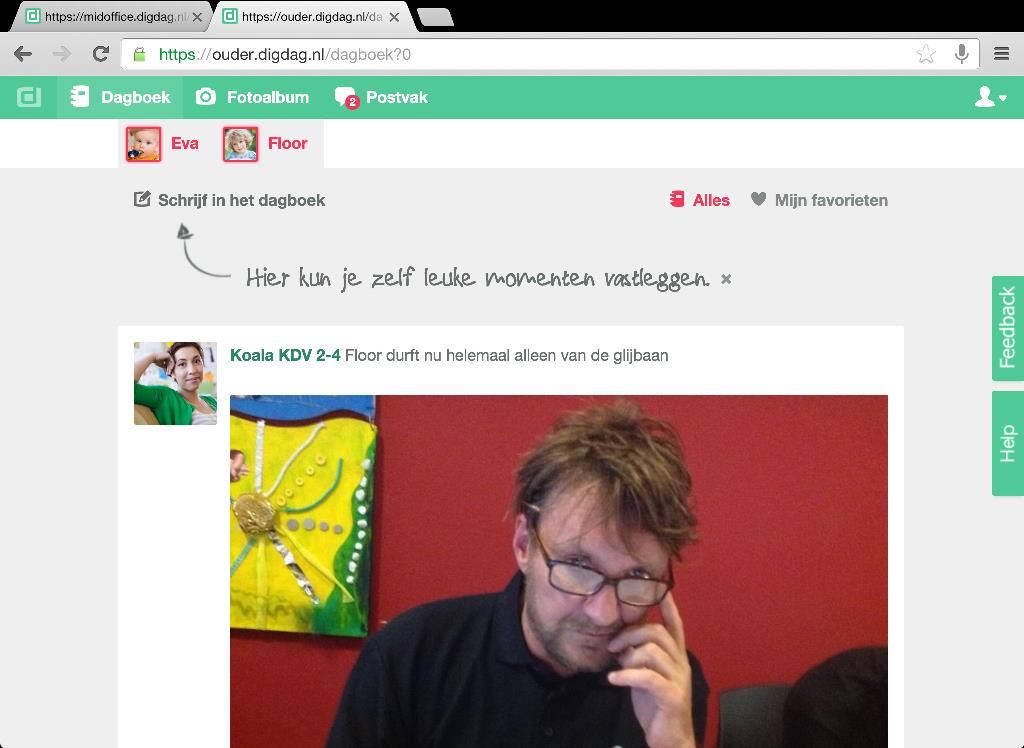 https://midoffice.digdag.nl/
https://ouder.digdag.nl/da
https://ouder.digdag.nl/dagboek?0
Dagboek Fotoalbum 2 Postvak
Eva Floor
Schrijf in het dagboek Alles Mijn favorieten
Hier kun je zelf leuke momenten vastleggen.
Feedback
Koala KDV 2-4 Floor durft nu helemaal alleen van de glijbaan
Help